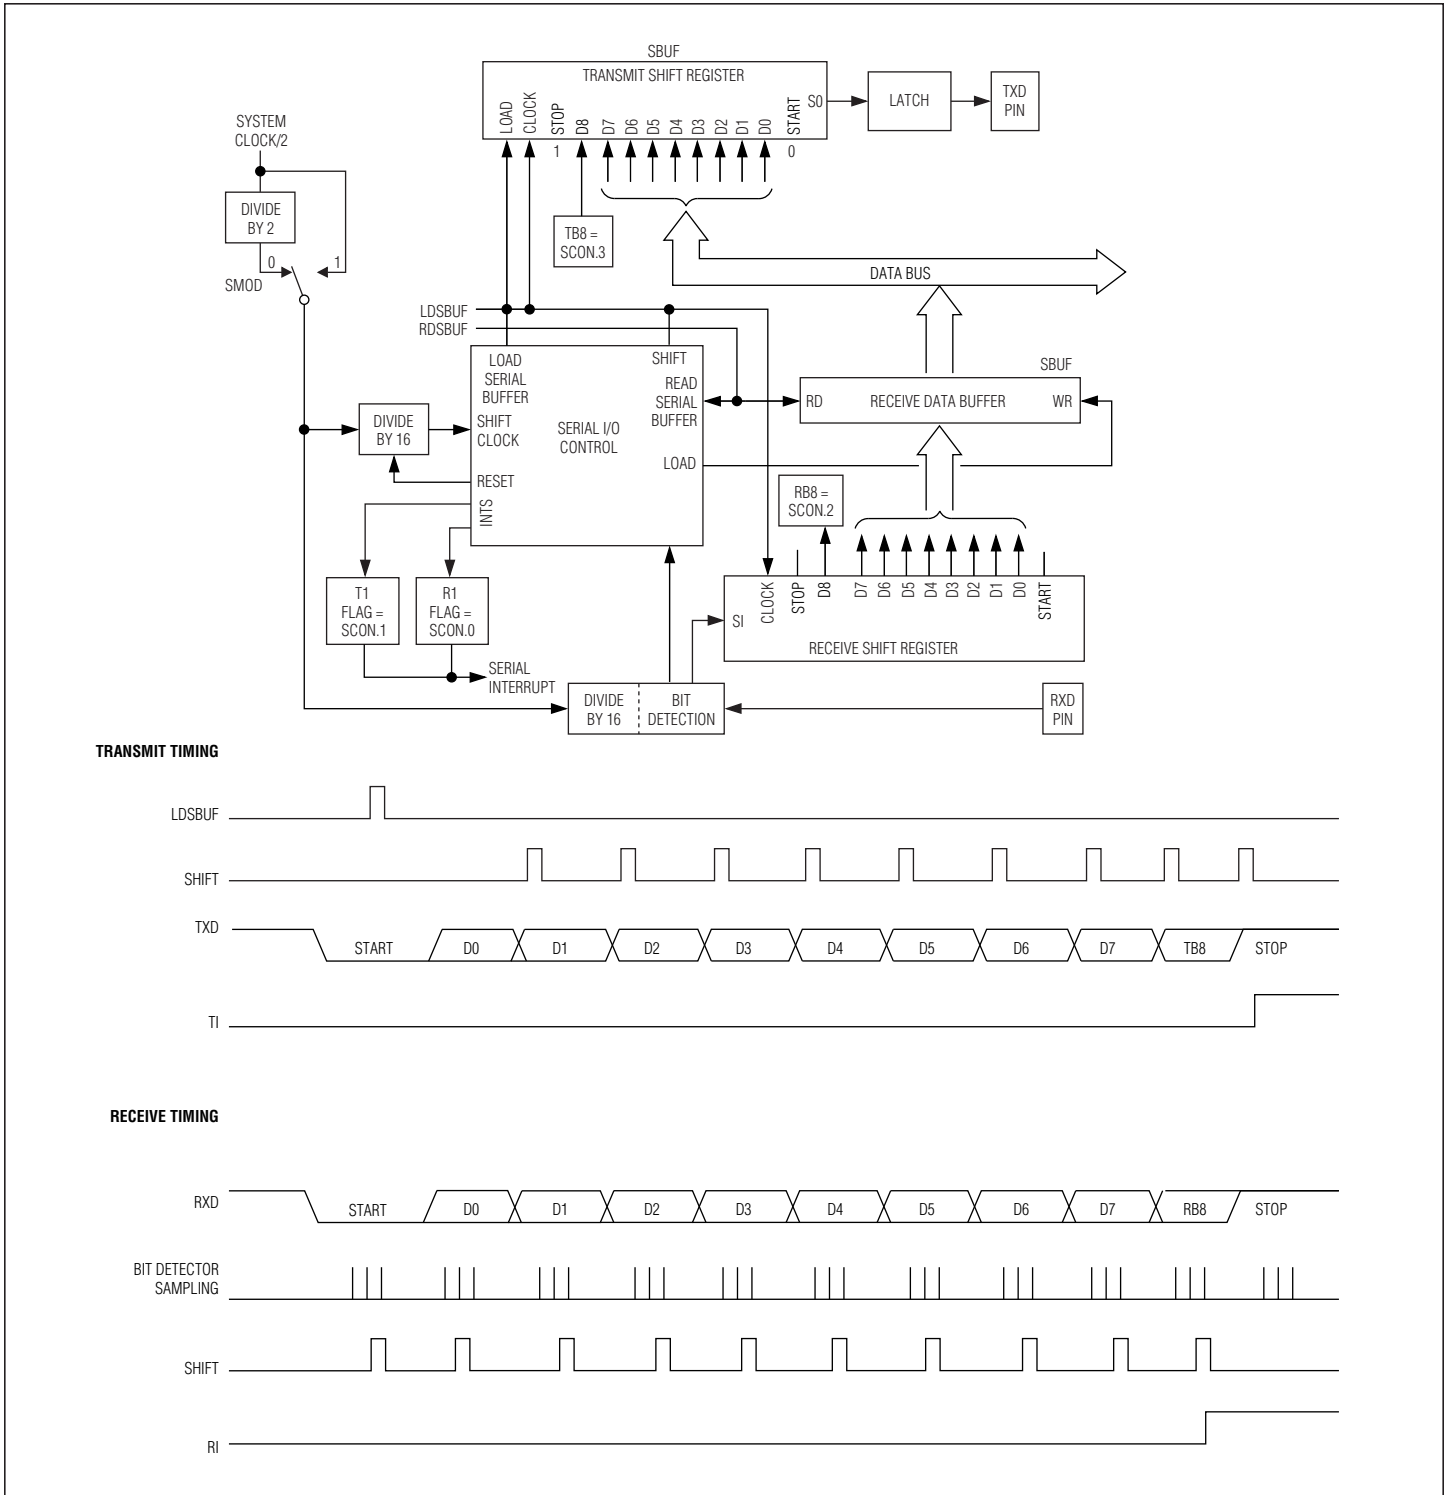 SBUF
TRANSMIT SHIFT REGISTER
LOAD
CLOCK
STOP
D8
D7
D6
D5
D4
D3
D2
D1
D0
START
S0
1
0
LATCH
TXD
PIN
SYSTEM
CLOCK/2
DIVIDE
BY 2
0
1
SMOD
TB8 =
SCON.3
DATA BUS
LDSBUF
RDSBUF
LOAD
SERIAL
BUFFER
SHIFT
READ
SERIAL
BUFFER
SHIFT
CLOCK
SERIAL I/O
CONTROL
LOAD
RESET
INTS
DIVIDE
BY 16
SBUF
RD
RECEIVE DATA BUFFER
WR
RB8 =
SCON.2
T1
FLAG =
SCON.1
R1
FLAG =
SCON.0
SERIAL
INTERRUPT
SI
CLOCK
STOP
D8
D7
D6
D5
D4
D3
D2
D1
D0
START
RECEIVE SHIFT REGISTER
DIVIDE
BY 16
BIT
DETECTION
RXD
PIN
TRANSMIT TIMING
LDSBUF
SHIFT
TXD
START D0 D1 D2 D3 D4 D5 D6 D7 TB8 STOP
TI
RECEIVE TIMING
RXD
START D0 D1 D2 D3 D4 D5 D6 D7 RB8 STOP
BIT DETECTOR
SAMPLING
SHIFT
RI